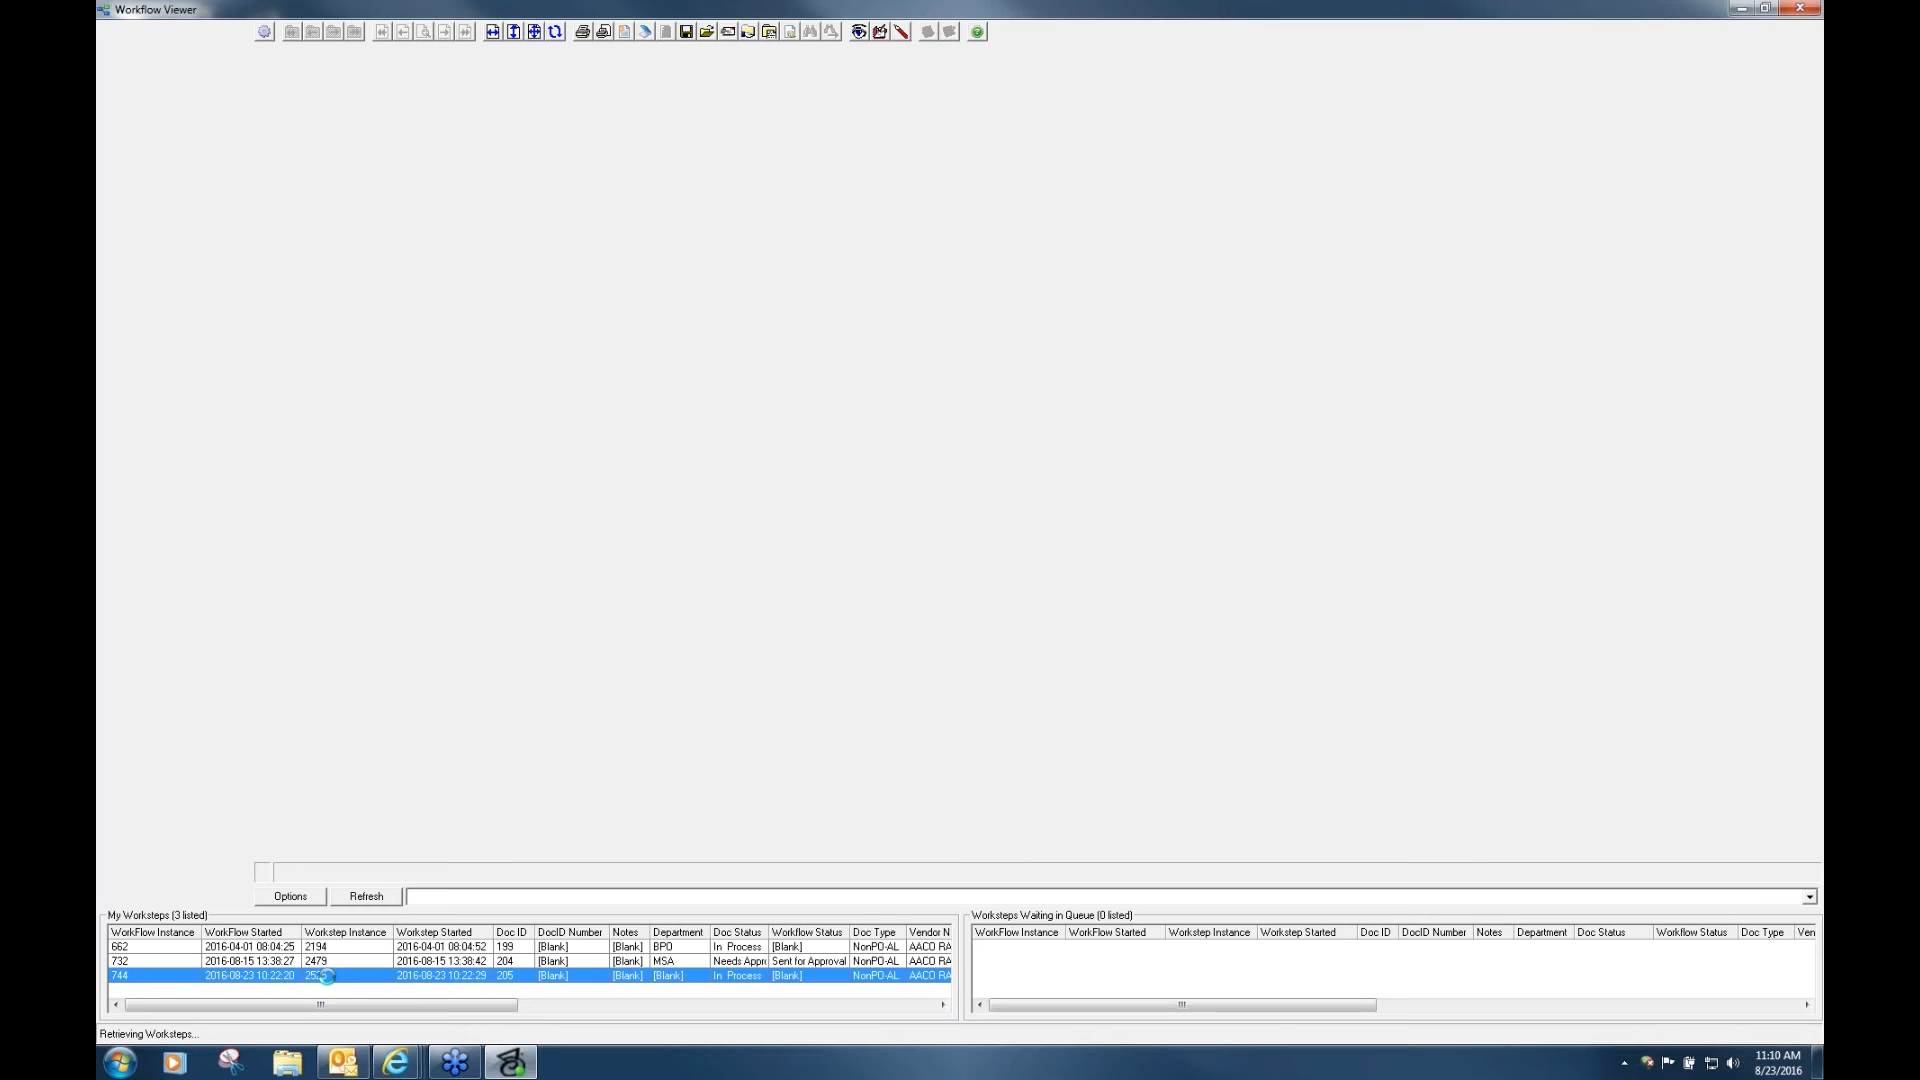 Workflow Viewer
Options Refresh
My Worksteps (3 listed)
WorkFlow Instance WorkFlow Started Workstep Instance Workstep Started Doc ID DocID Number Notes Department Doc Status Workflow Status Doc Type Vendor N
662 2016-04-01 08:04:25 2194 2016-04-01 08:04:52 199 [Blank] [Blank] BPO In Process [Blank] NonPO-AL AACO RA
732 2016-08-15 13:38:27 2479 2016-08-15 13:38:42 204 [Blank] [Blank] MSA Needs Appr Sent for Approval NonPO-AL AACO RA
744 2016-08-23 10:22:20 2016-08-23 10:22:29 205 [Blank] [Blank] [Blank] In Process [Blank] NonPO-AL AACO RA
Worksteps Waiting in Queue (0 listed)
WorkFlow Instance WorkFlow Started Workstep Instance Workstep Started Doc ID DocID Number Notes Department Doc Status Workflow Status Doc Type Ven
Retrieving Worksteps...
11:10 AM
8/23/2016